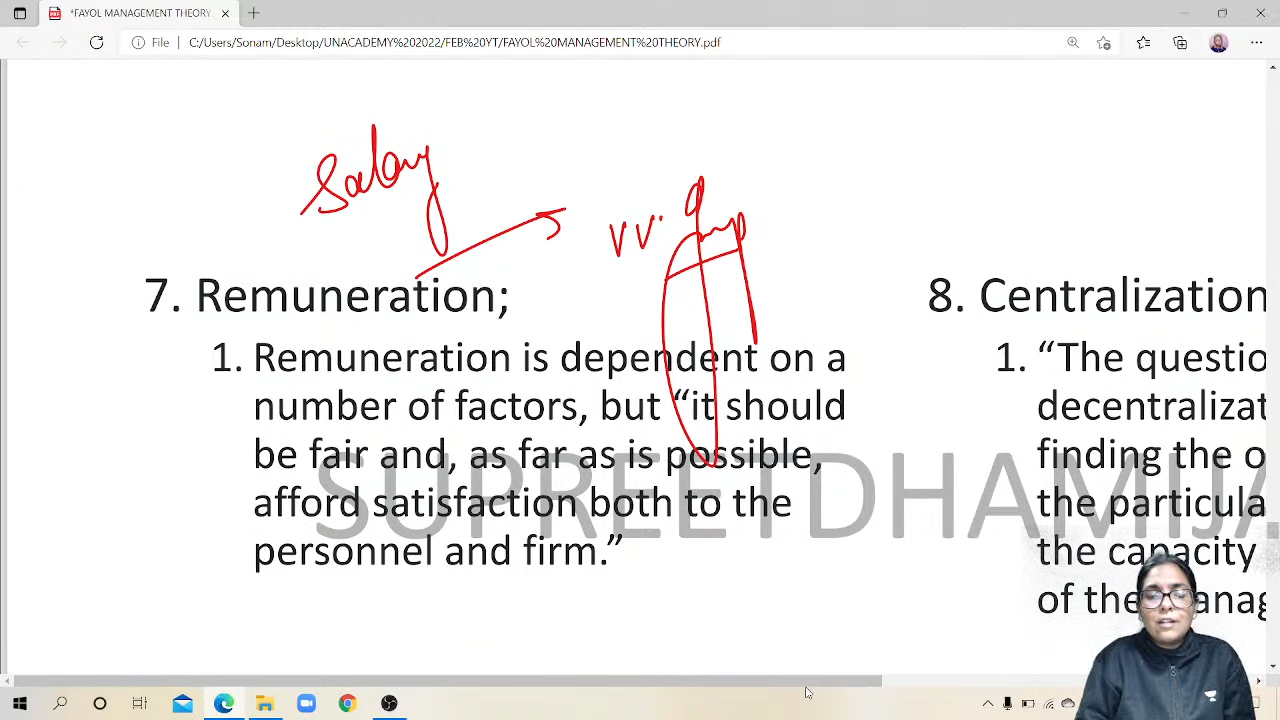 *FAYOL MANAGEMENT THEORY
File C:/Users/Sonam/Desktop/UNACADEMY%202022/FEB%20YT/FAYOL%20MANAGEMENT%20THEORY.pdf
Salary
VV.
7. Remuneration;
1. Remuneration is dependent on a
number of factors, but “it should
be fair and, as far as is possible,
afford satisfaction both to the
personnel and firm.”
8. Centralization
1. “The questio
decentralizat
finding the o
the particula
the capacity
of the manag
SUPREETDHAMIJA